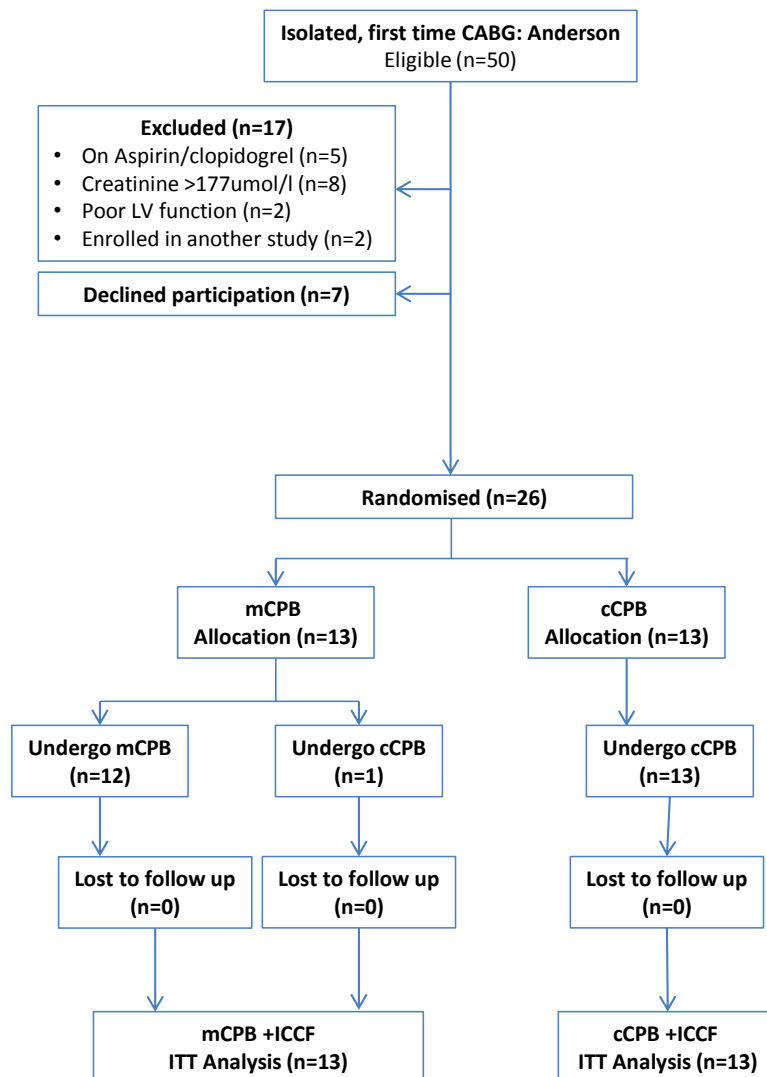 Isolated, first time CABG: Anderson
Eligible (n=50)
Excluded (n=17)
• On Aspirin/clopidogrel (n=5)
• Creatinine >177umol/l (n=8)
• Poor LV function (n=2)
• Enrolled in another study (n=2)
Declined participation (n=7)
Randomised (n=26)
mCPB
Allocation (n=13)
cCPB
Allocation (n=13)
Undergo mCPB
(n=12)
Undergo cCPB
(n=1)
Undergo cCPB
(n=13)
Lost to follow up
(n=0)
Lost to follow up
(n=0)
Lost to follow up
(n=0)
mCPB +ICCF
ITT Analysis (n=13)
cCPB +ICCF
ITT Analysis (n=13)